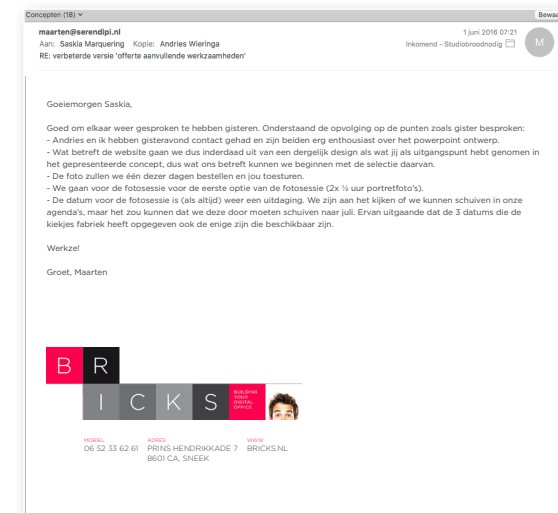 Concepten (18)
Bewaa
maarten@serendipi.nl
1 juni 2016 07:21
Aan: Saskia Marquering Kopie: Andries Wieringa
Inkomend - Studiobroodnodig
M
RE: verbeterde versie 'offerte aanvullende werkzaamheden'
Goeiemorgen Saskia,
Goed om elkaar weer gesproken te hebben gisteren. Onderstaand de opvolging op de punten zoals gister besproken:
- Andries en ik hebben gisteravond contact gehad en zijn beiden erg enthousiast over het powerpoint ontwerp.
- Wat betreft de website gaan we dus inderdaad uit van een dergelijk design als wat jij als uitgangspunt hebt genomen in
het gepresenteerde concept, dus wat ons betreft kunnen we beginnen met de selectie daarvan.
- De foto zullen we één dezer dagen bestellen en jou toesturen.
- We gaan voor de fotosessie voor de eerste optie van de fotosessie (2x ½ uur portretfoto's).
- De datum voor de fotosessie is (als altijd) weer een uitdaging. We zijn aan het kijken of we kunnen schuiven in onze
agenda's, maar het zou kunnen dat we deze door moeten schuiven naar juli. Ervan uitgaande dat de 3 datums die de
kiekjes fabriek heeft opgegeven ook de enige zijn die beschikbaar zijn.
Werkze!
Groet, Maarten
B R
I C K S
BUILDING
YOUR
DIGITAL
OFFICE
MOBIEL ADRES WWW
06 52 33 62 61 PRINS HENDRIKKADE 7 BRICKS.NL
8601 CA, SNEEK